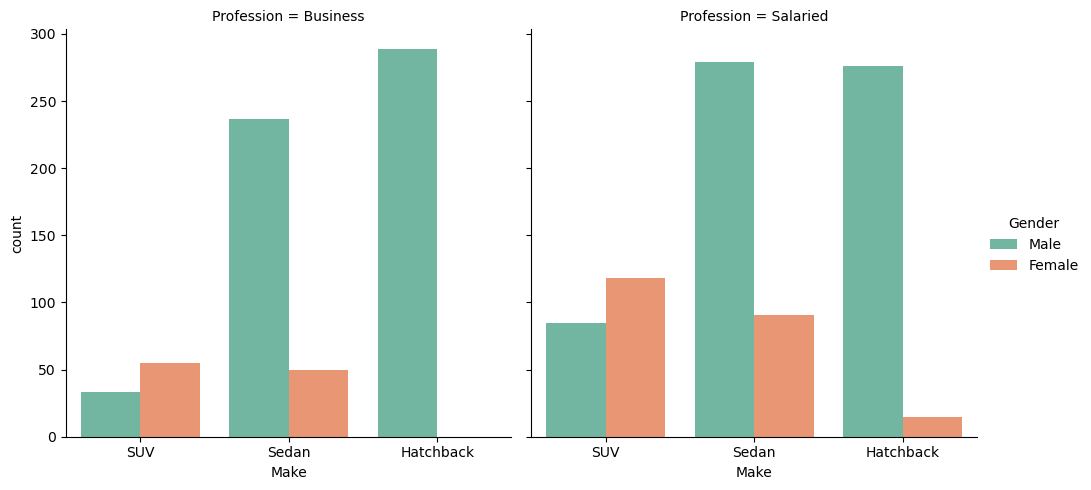 Profession = Business
Profession = Salaried
300
250
200
150
100
50
0
count
SUV
Sedan
Hatchback
Make
SUV
Sedan
Hatchback
Make
Gender
Male
Female